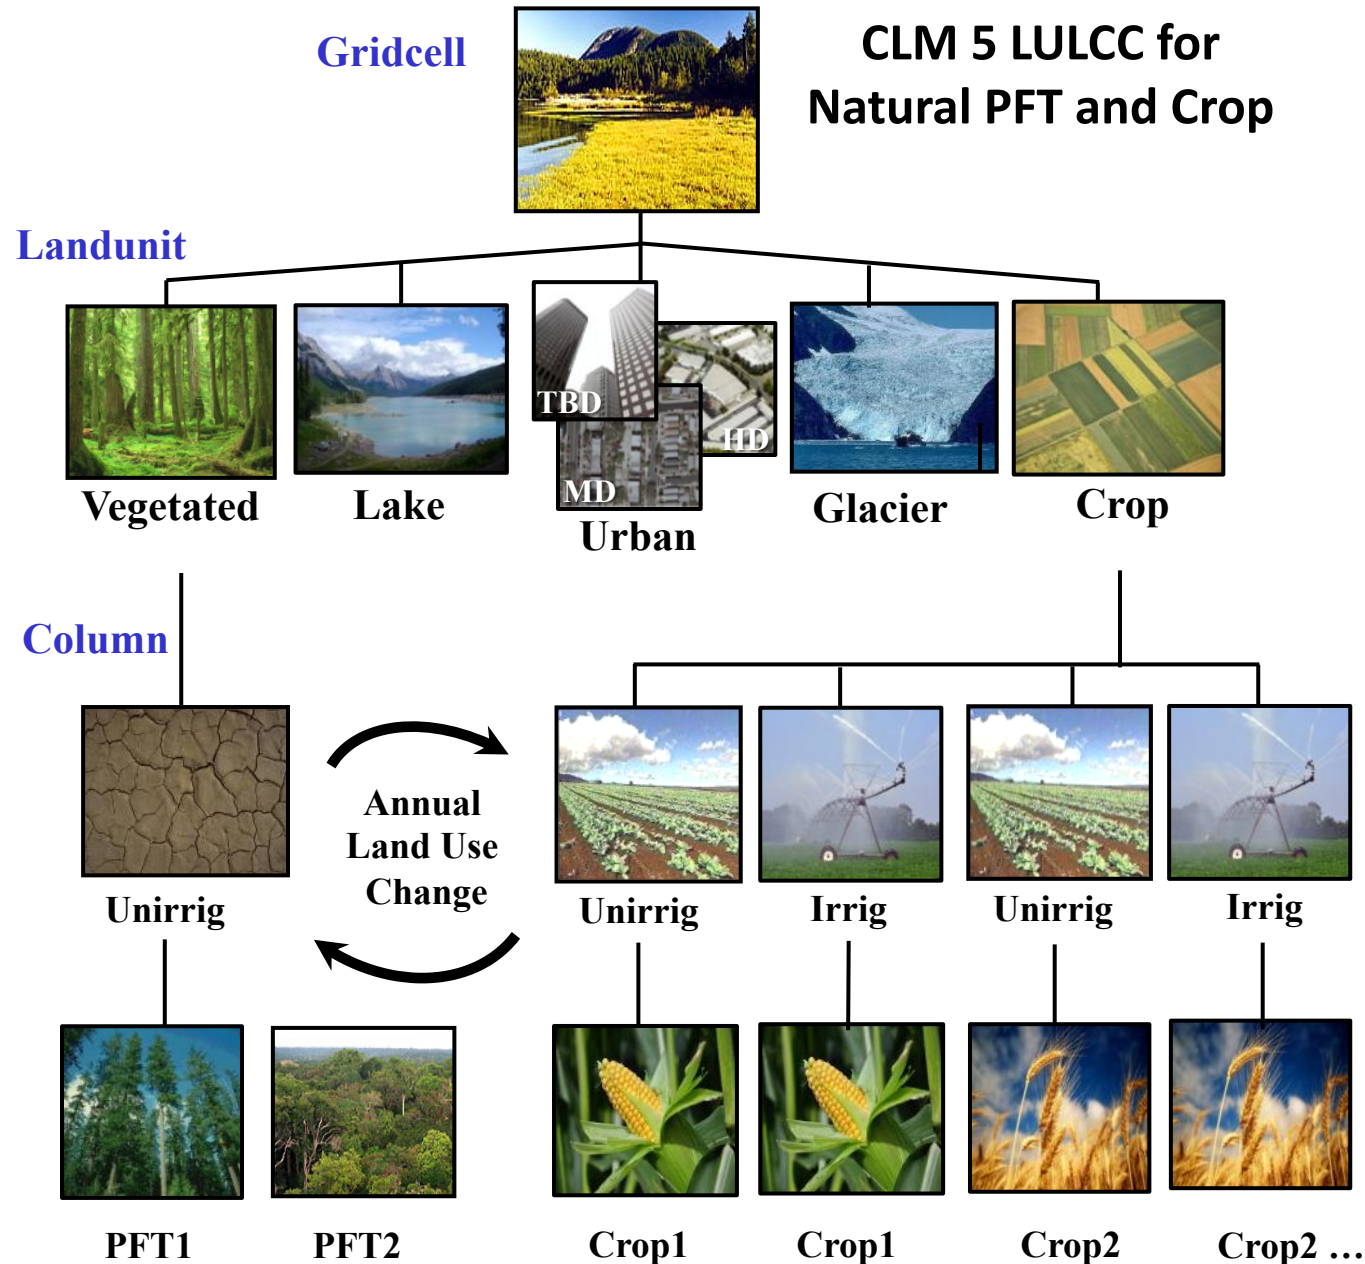 Gridcell
CLM 5 LULCC for
Natural PFT and Crop
Landunit
TBD
HD
MD
Vegetated
Lake
Urban
Glacier
Crop
Column
Annual
Land Use
Change
Unirrig
Unirrig
Irrig
Unirrig
Irrig
PFT1
PFT2
Crop1
Crop1
Crop2
Crop2 ...